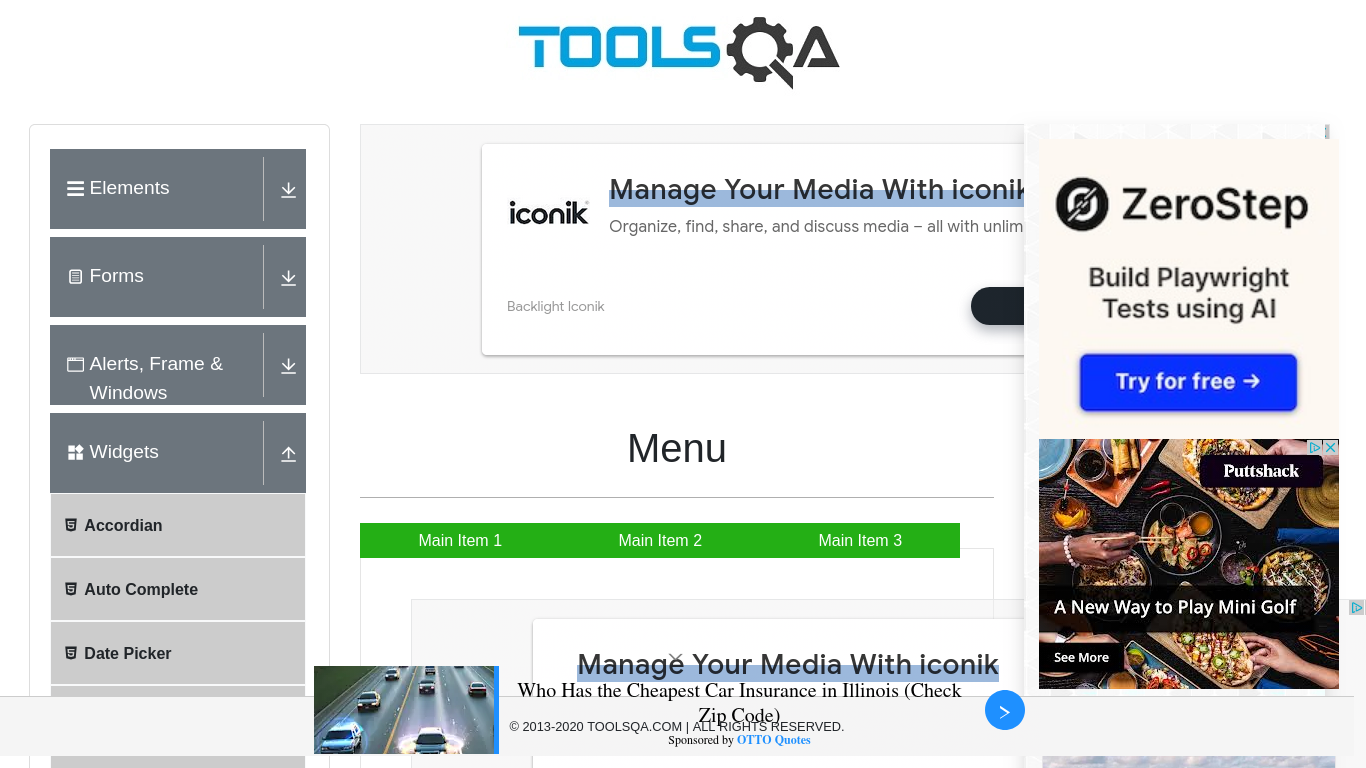 TOOLSQA
Elements
Forms
Alerts, Frame &
Windows
Widgets
Accordian
Auto Complete
Date Picker
iconik
Manage Your Media With iconik
Organize, find, share, and discuss media – all with unlim
Backlight Iconik
Menu
Main Item 1
Main Item 2
Main Item 3
Manage Your Media With iconik
Who Has the Cheapest Car Insurance in Illinois (Check
Zip Code)
© 2013-2020 TOOLSQA.COM | ALL RIGHTS RESERVED.
Sponsored by OTTO Quotes
ZeroStep
Build Playwright
Tests using AI
Try for free →
Puttshack
A New Way to Play Mini Golf
See More